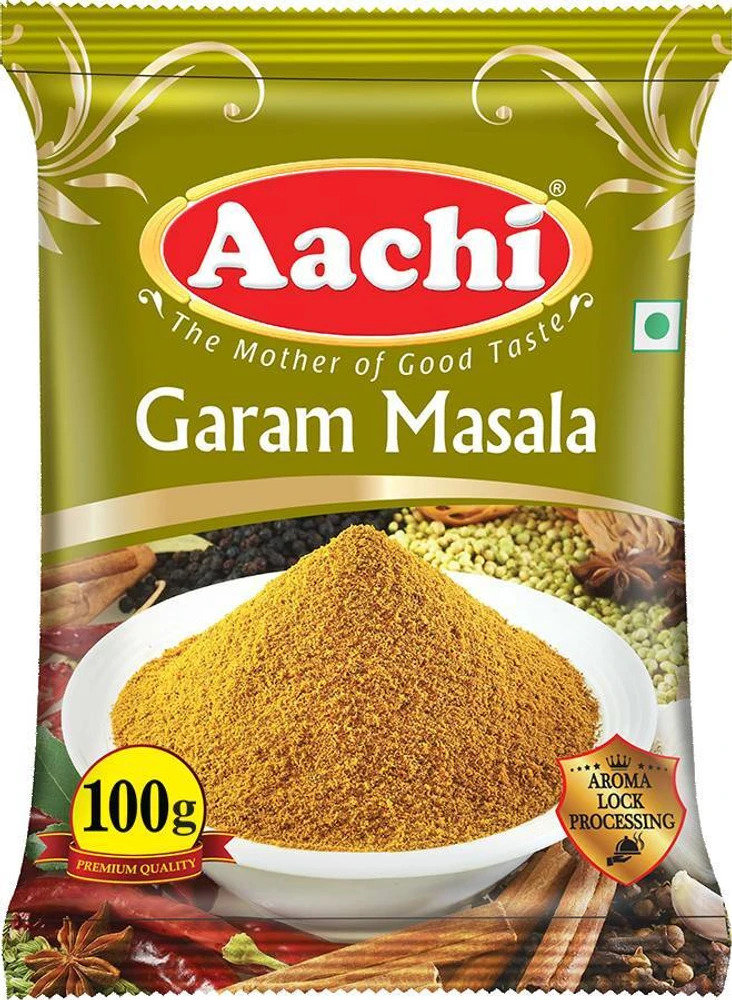 Aachi®
The Mother of Good Taste
Garam Masala
100g
PREMIUM QUALITY
AROMA
LOCK
PROCESSING